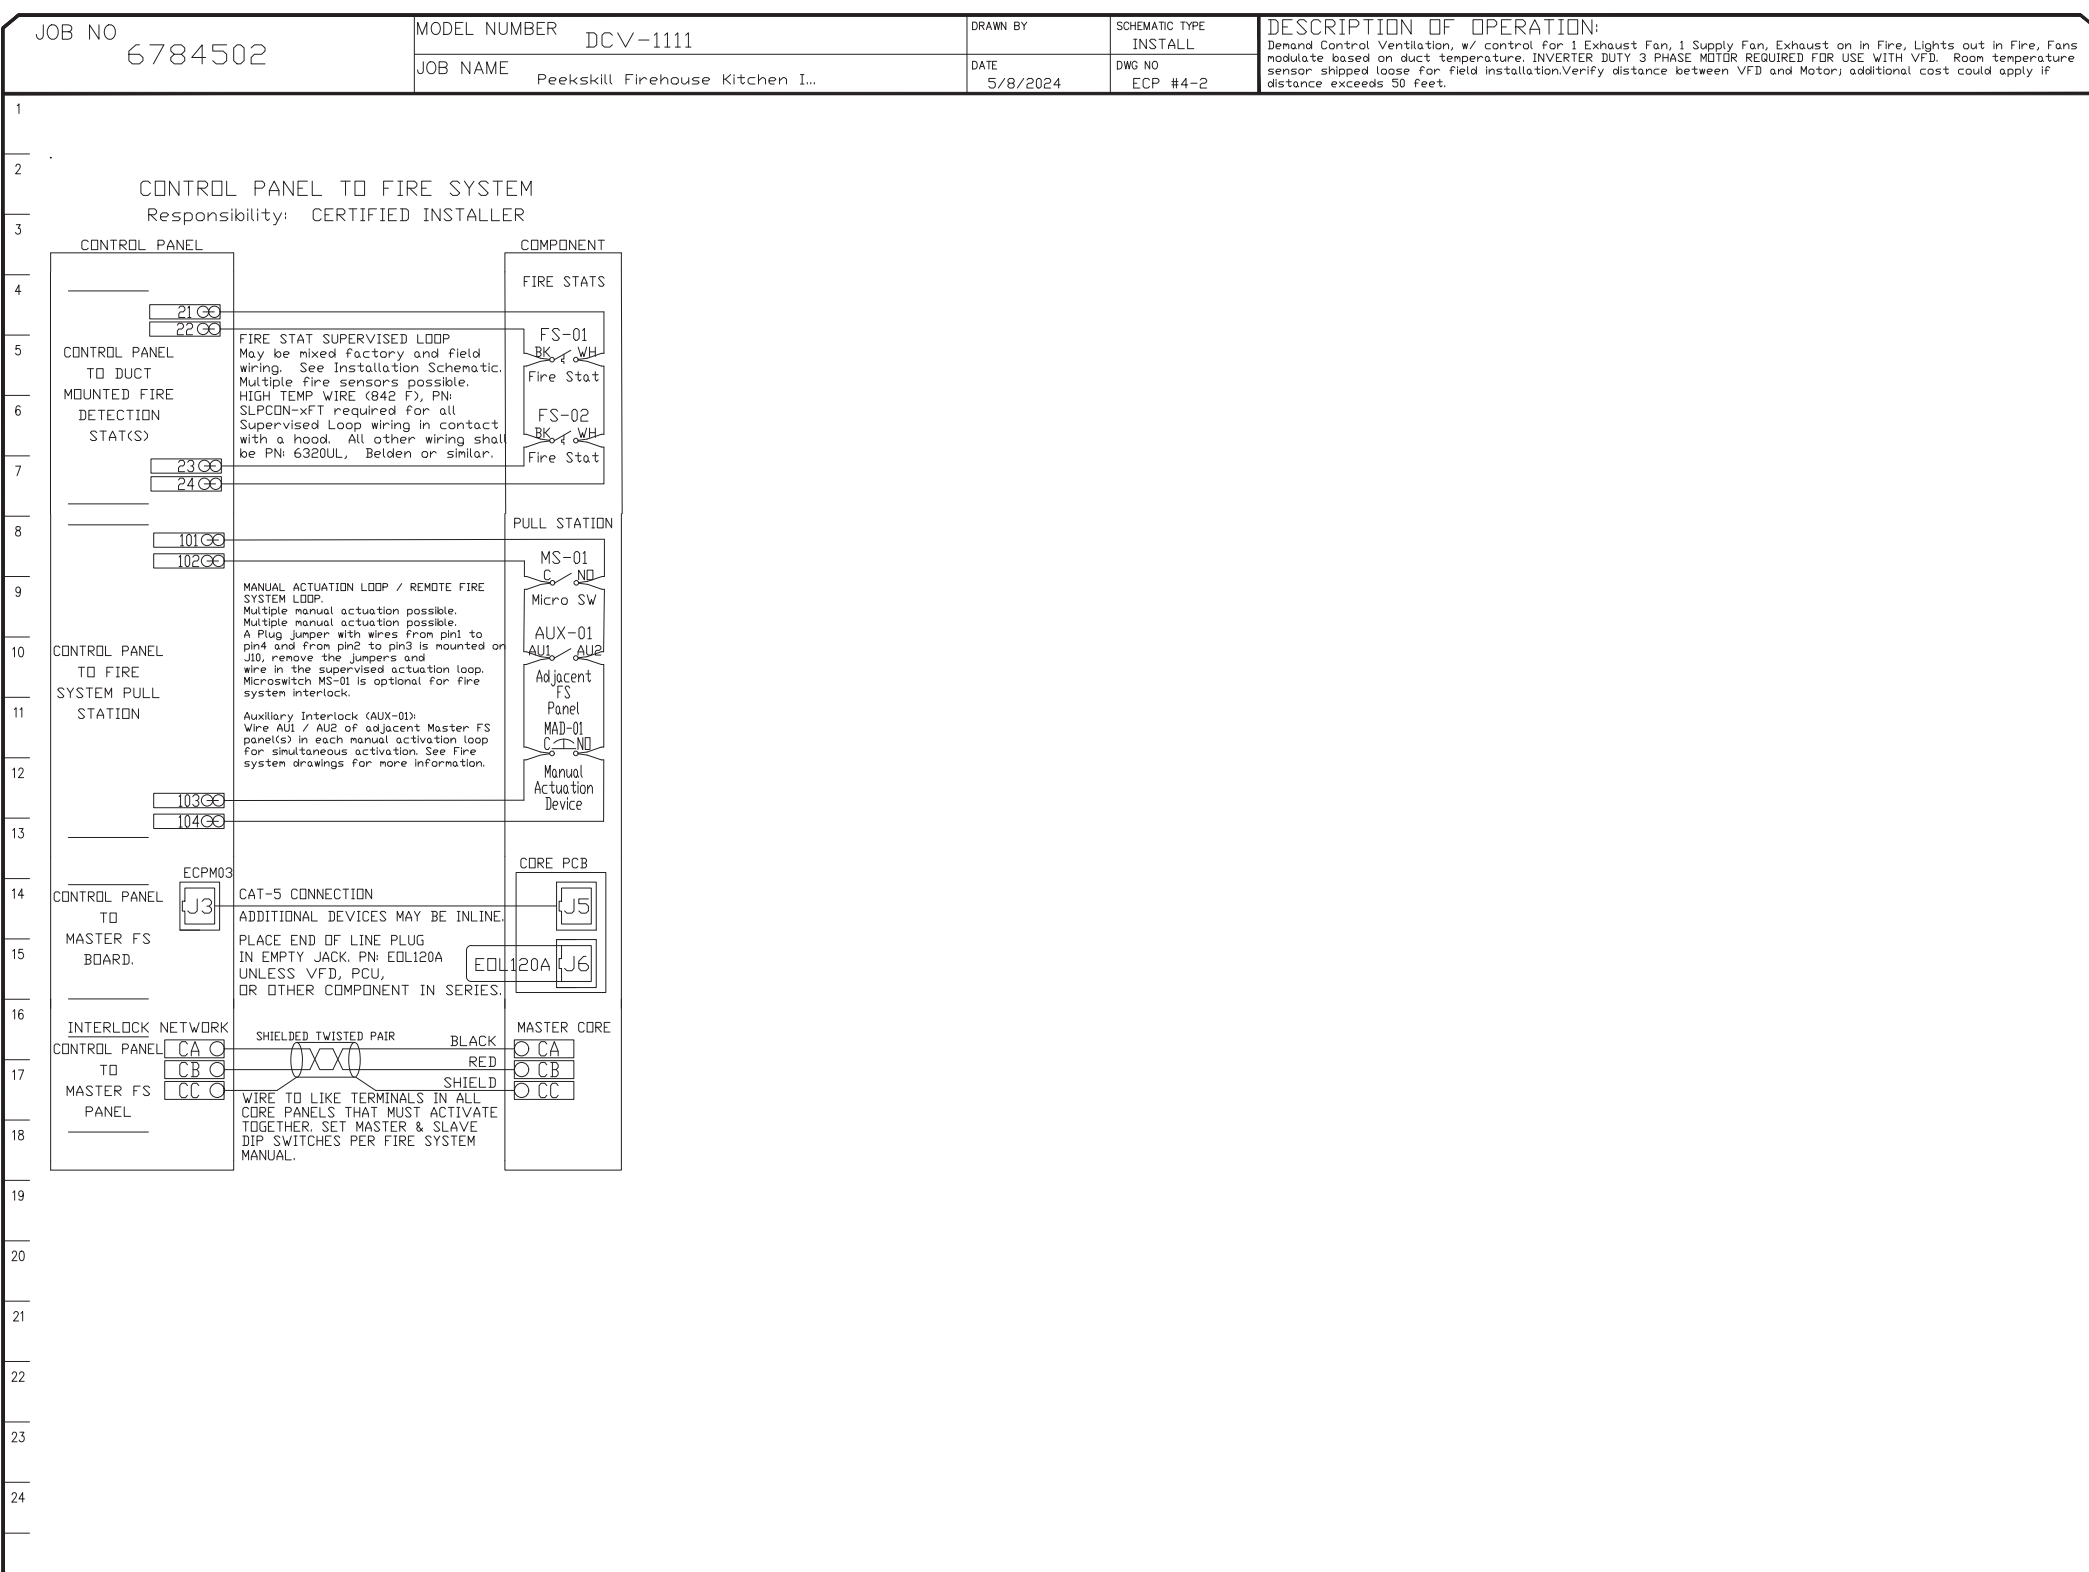 JOB NO
6784502
MODEL NUMBER
DCV-1111
JOB NAME
Peekskill Firehouse Kitchen I...
DRAWN BY
DATE
5/8/2024
SCHEMATIC TYPE
INSTALL
DWG NO
ECP #4-2
DESCRIPTION OF OPERATION:
Demand Control Ventilation, w/ control for 1 Exhaust Fan, 1 Supply Fan, Exhaust on in Fire, Lights out in Fire, Fans
modulate based on duct temperature. INVERTER DUTY 3 PHASE MOTOR REQUIRED FOR USE WITH VFD. Room temperature
sensor shipped loose for field installation.Verify distance between VFD and Motor; additional cost could apply if
distance exceeds 50 feet.
1
2
3
4
5
6
7
8
9
10
11
12
13
14
15
16
17
18
19
20
21
22
23
24
CONTROL PANEL TO FIRE SYSTEM
Responsibility: CERTIFIED INSTALLER
CONTROL PANEL
COMPONENT
FIRE STATS
21
22
CONTROL PANEL
TO DUCT
MOUNTED FIRE
DETECTION
STAT(S)
23
24
FIRE STAT SUPERVISED LOOP
May be mixed factory and field
wiring. See Installation Schematic.
Multiple fire sensors possible.
HIGH TEMP WIRE (842 F), PN:
SLPCON-xFT required for all
Supervised Loop wiring in contact
with a hood. All other wiring shall
be PN: 6320UL, Belden or similar.
FS-01
BK WH
Fire Stat
FS-02
BK WH
Fire Stat
PULL STATION
101
102
CONTROL PANEL
TO FIRE
SYSTEM PULL
STATION
103
104
MANUAL ACTUATION LOOP / REMOTE FIRE
SYSTEM LOOP.
Multiple manual actuation possible.
Multiple manual actuation possible.
A Plug jumper with wires from pin1 to
pin4 and from pin2 to pin3 is mounted on
J10, remove the jumpers and
wire in the supervised actuation loop.
Microswitch MS-01 is optional for fire
system interlock.
Auxiliary Interlock (AUX-01):
Wire AU1 / AU2 of adjacent Master FS
panel(s) in each manual activation loop
for simultaneous activation. See Fire
system drawings for more information.
MS-01
C NO
Micro SW
AUX-01
AU1 AU2
Adjacent
FS
Panel
MAD-01
C NO
Manual
Actuation
Device
CORE PCB
ECPM03
J3
CONTROL PANEL
TO
MASTER FS
BOARD.
CAT-5 CONNECTION
ADDITIONAL DEVICES MAY BE INLINE.
PLACE END OF LINE PLUG
IN EMPTY JACK. PN: EOL120A
UNLESS VFD, PCU,
OR OTHER COMPONENT IN SERIES.
J5
EOL120A
J6
INTERLOCK NETWORK
CONTROL PANEL
TO
MASTER FS
PANEL
CA
CB
CC
SHIELDED TWISTED PAIR
BLACK
RED
SHIELD
MASTER CORE
CA
CB
CC
WIRE TO LIKE TERMINALS IN ALL
CORE PANELS THAT MUST ACTIVATE
TOGETHER. SET MASTER & SLAVE
DIP SWITCHES PER FIRE SYSTEM
MANUAL.